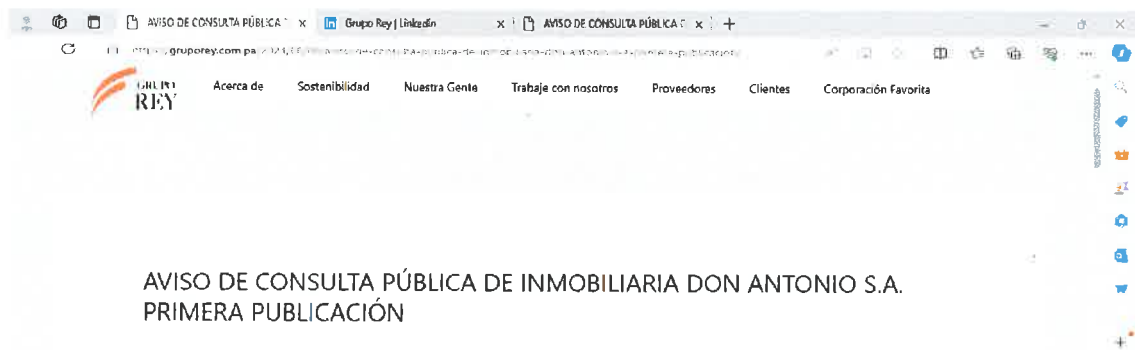 AVISO DE CONSULTA PÚBLICA
Grupo Rey | LinkedIn
AVISO DE CONSULTA PÚBLICA
gruporey.com.pa
GRUPO
REY
Acerca de
Sostenibilidad
Nuestra Gente
Trabaje con nosotros
Proveedores
Clientes
Corporación Favorita
AVISO DE CONSULTA PÚBLICA DE INMOBILIARIA DON ANTONIO S.A.
PRIMERA PUBLICACIÓN